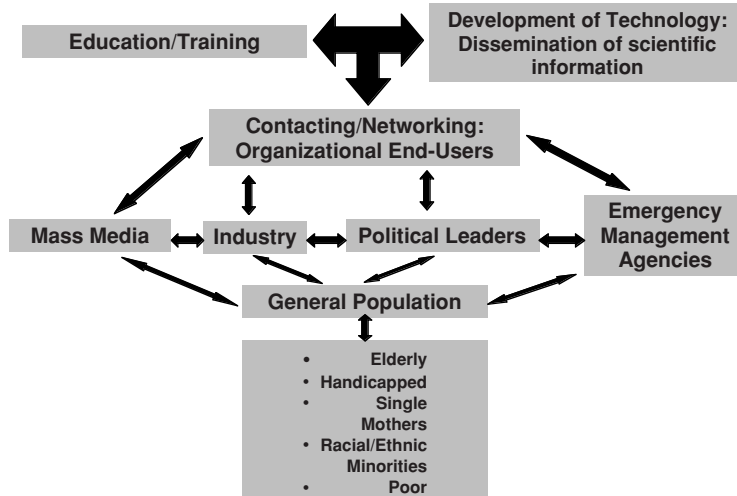 Education/Training
Development of Technology:
Dissemination of scientific
information
Contacting/Networking:
Organizational End-Users
Mass Media
Industry
Political Leaders
Emergency
Management
Agencies
General Population
• Elderly
• Handicapped
• Single
Mothers
• Racial/Ethnic
Minorities
• Poor